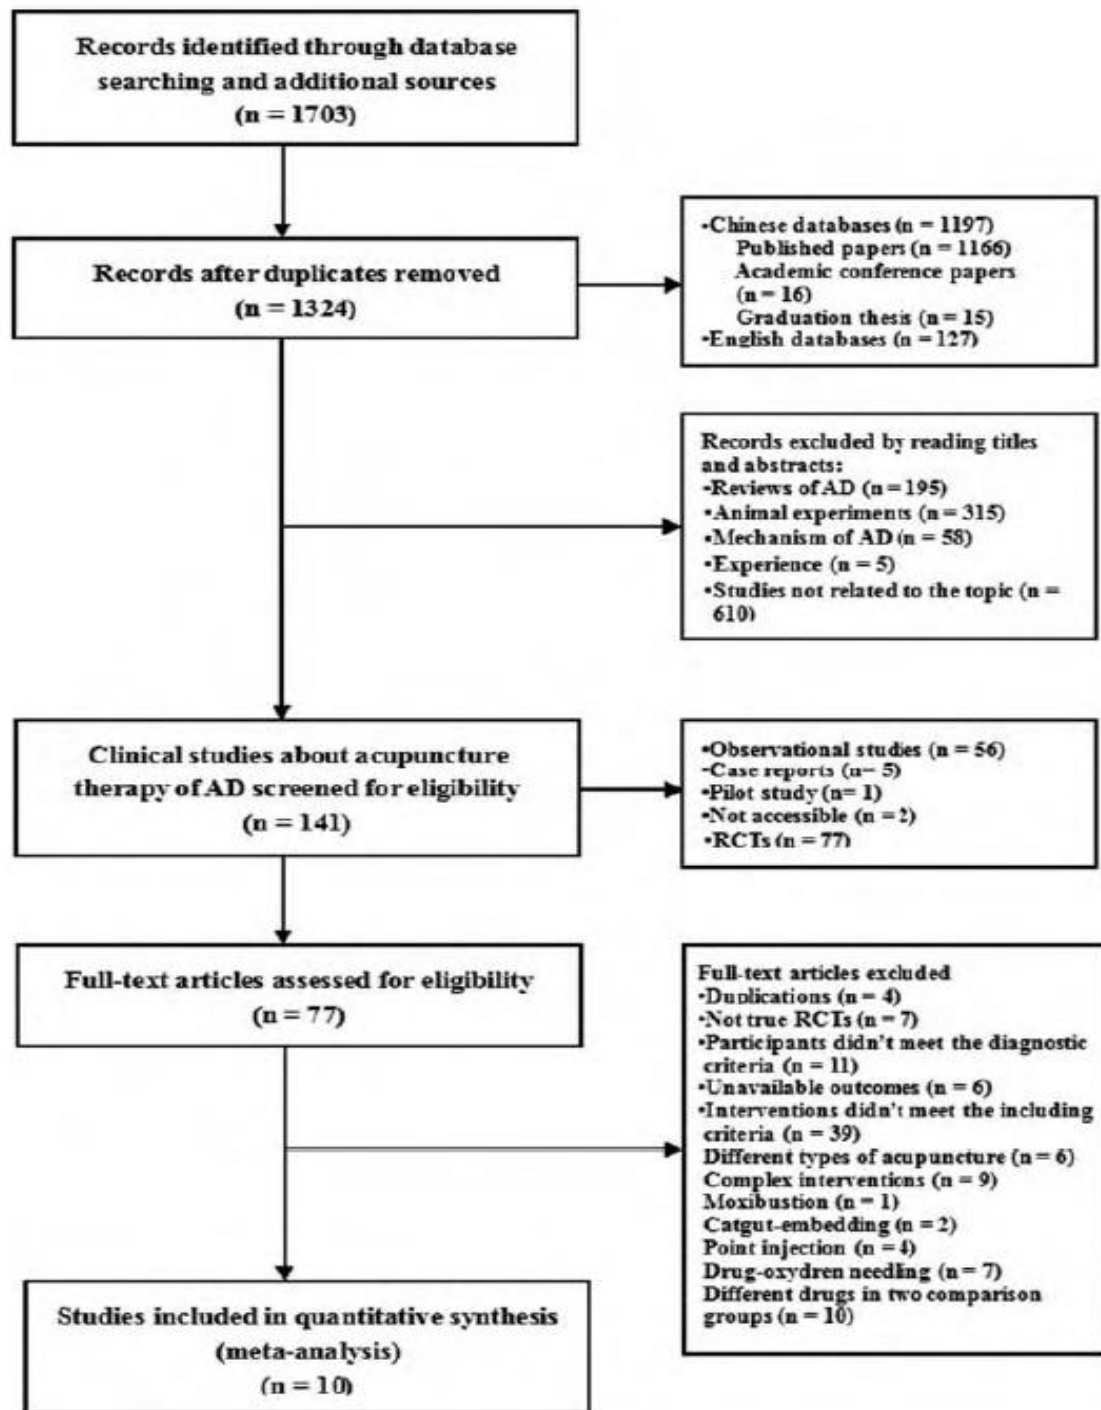 Records identified through database
searching and additional sources
(n = 1703)
Records after duplicates removed
(n = 1324)
•Chinese databases (n = 1197)
Published papers (n = 1166)
Academic conference papers
(n = 16)
Graduation thesis (n = 15)
•English databases (n = 127)
Records excluded by reading titles
and abstracts:
•Reviews of AD (n = 195)
•Animal experiments (n = 315)
•Mechanism of AD (n = 58)
•Experience (n = 5)
•Studies not related to the topic (n =
610)
Clinical studies about acupuncture
therapy of AD screened for eligibility
(n = 141)
•Observational studies (n = 56)
•Case reports (n= 5)
•Pilot study (n= 1)
•Not accessible (n = 2)
•RCTs (n = 77)
Full-text articles assessed for eligibility
(n = 77)
Full-text articles excluded
•Duplications (n = 4)
•Not true RCTs (n = 7)
•Participants didn't meet the diagnostic
criteria (n = 11)
•Unavailable outcomes (n = 6)
•Interventions didn't meet the including
criteria (n = 39)
Different types of acupuncture (n = 6)
Complex interventions (n = 9)
Moxibustion (n = 1)
Catgut-embedding (n = 2)
Point injection (n = 4)
Drug-oxydren needling (n = 7)
Different drugs in two comparison
groups (n = 10)
Studies included in quantitative synthesis
(meta-analysis)
(n = 10)